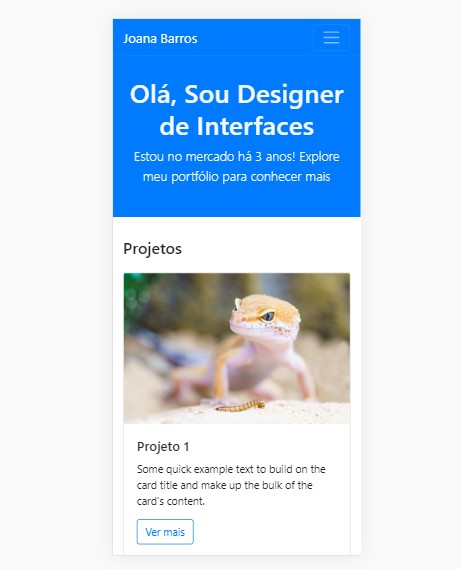 Joana Barros
Olá, Sou Designer
de Interfaces
Estou no mercado há 3 anos! Explore
meu portfólio para conhecer mais
Projetos
Projeto 1
Some quick example text to build on the
card title and make up the bulk of the
card's content.
Ver mais